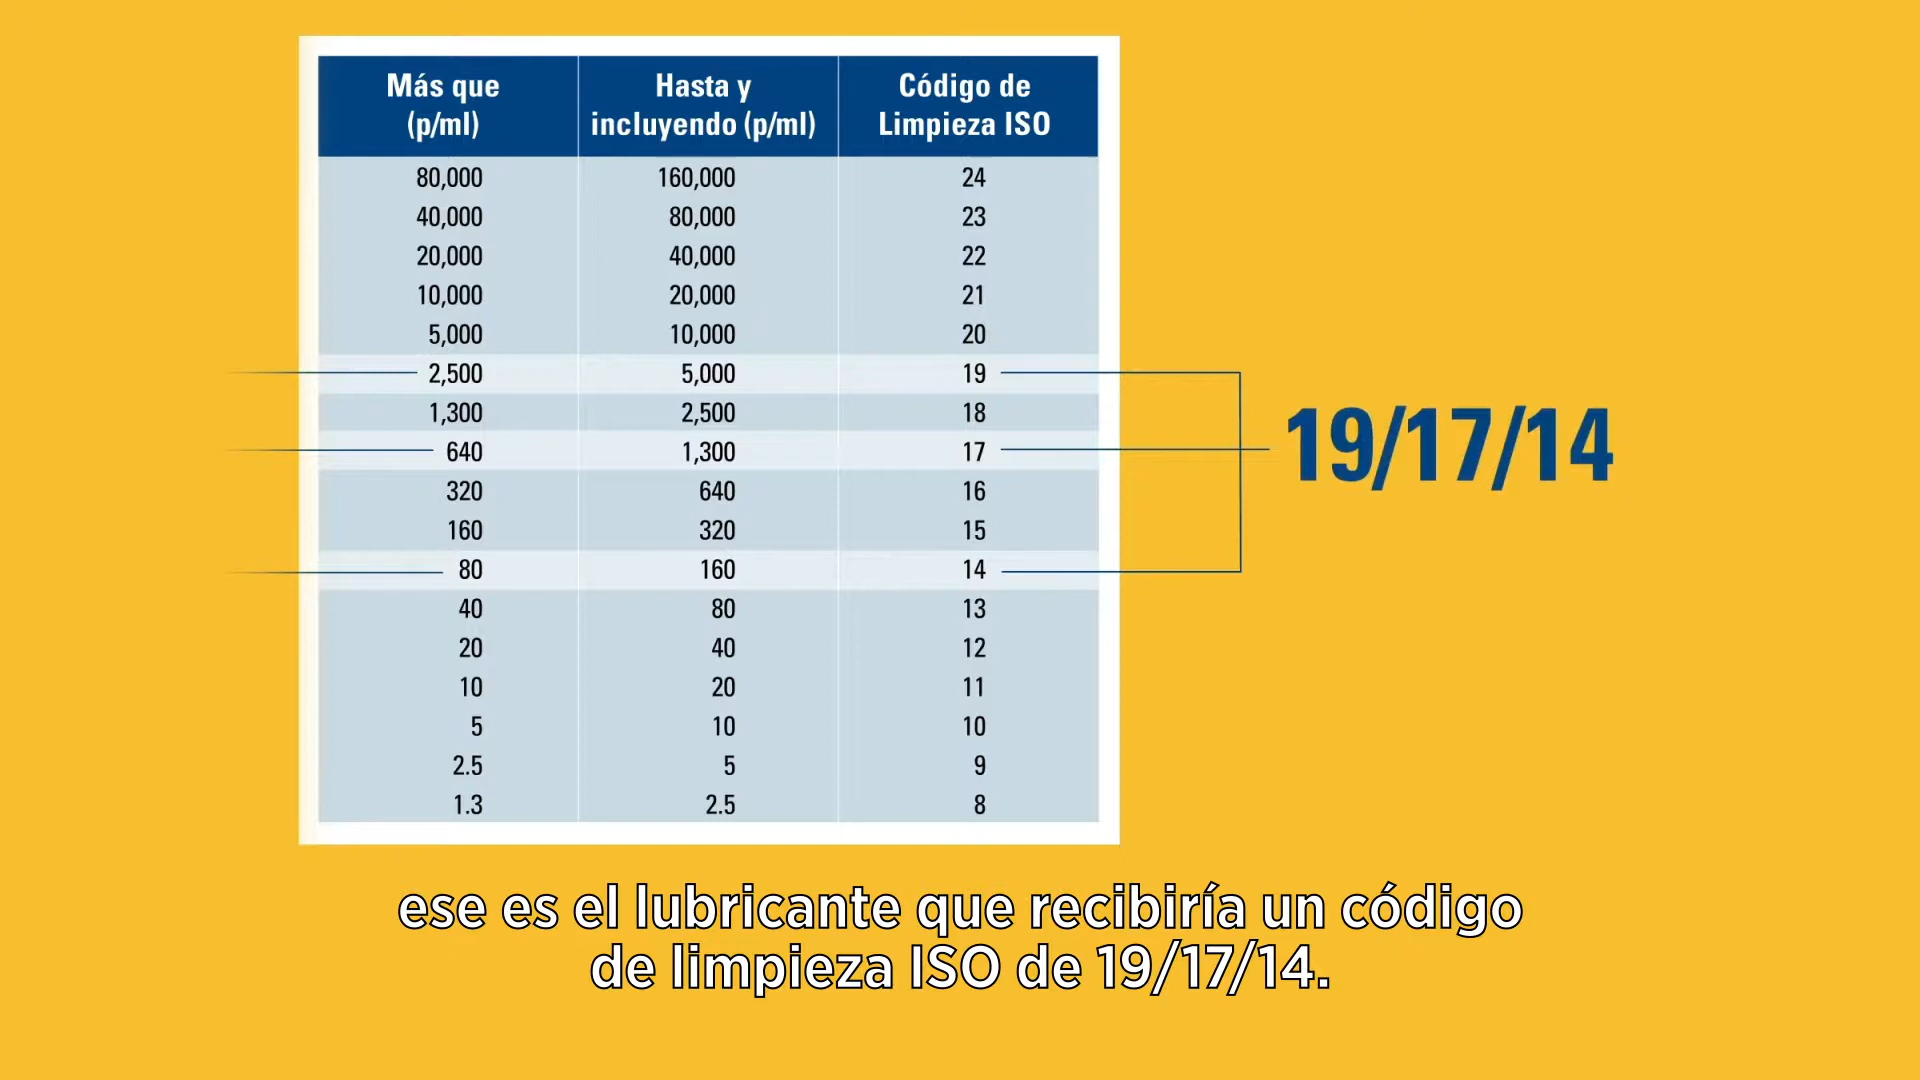 Más que (p/ml) Hasta y incluyendo (p/ml) Código de Limpieza ISO
80,000 160,000 24
40,000 80,000 23
20,000 40,000 22
10,000 20,000 21
5,000 10,000 20
2,500 5,000 19
1,300 2,500 18
640 1,300 17
320 640 16
160 320 15
80 160 14
40 80 13
20 40 12
10 20 11
5 10 10
2.5 5 9
1.3 2.5 8
19/17/14
ese es el lubricante que recibiría un código
de limpieza ISO de 19/17/14.